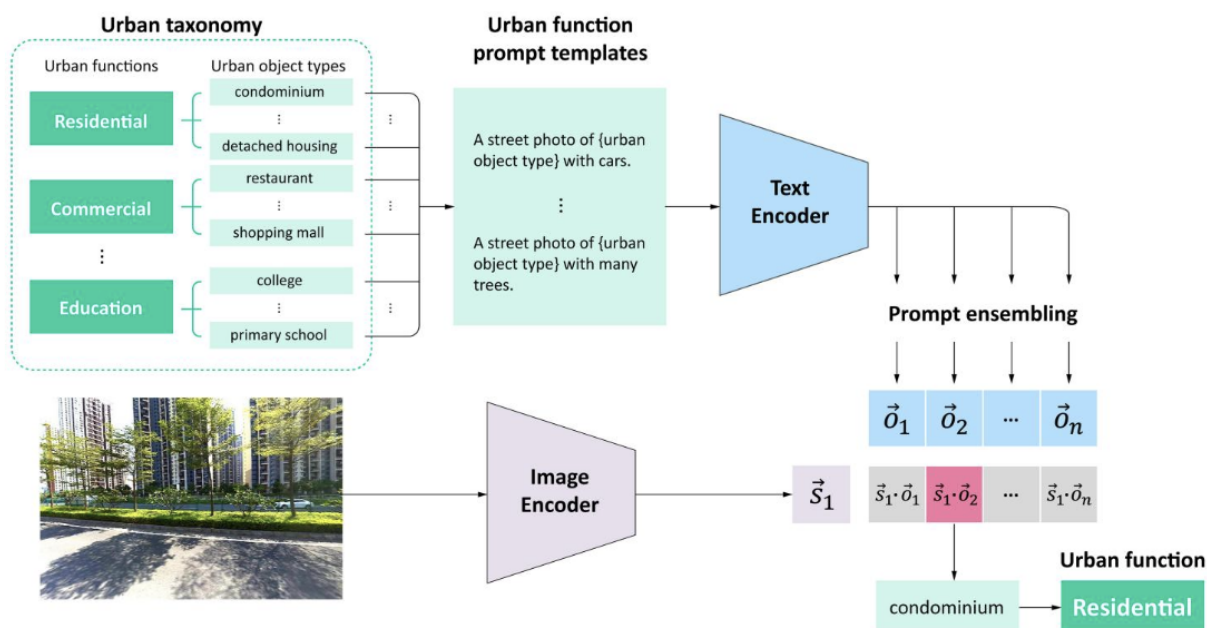 Urban taxonomy
Urban functions
Urban object types
Residential
condominium
⋮
detached housing
⋮
Commercial
restaurant
⋮
shopping mall
⋮
Education
college
⋮
primary school
⋮
Urban function
prompt templates
A street photo of {urban
object type} with cars.
⋮
A street photo of {urban
object type} with many
trees.
Text
Encoder
Prompt ensembling
o⃗₁ o⃗₂ ⋯ o⃗ₙ
Image
Encoder
s⃗₁
s⃗₁·o⃗₁ s⃗₁·o⃗₂ ⋯ s⃗₁·o⃗ₙ
condominium
Urban function
Residential